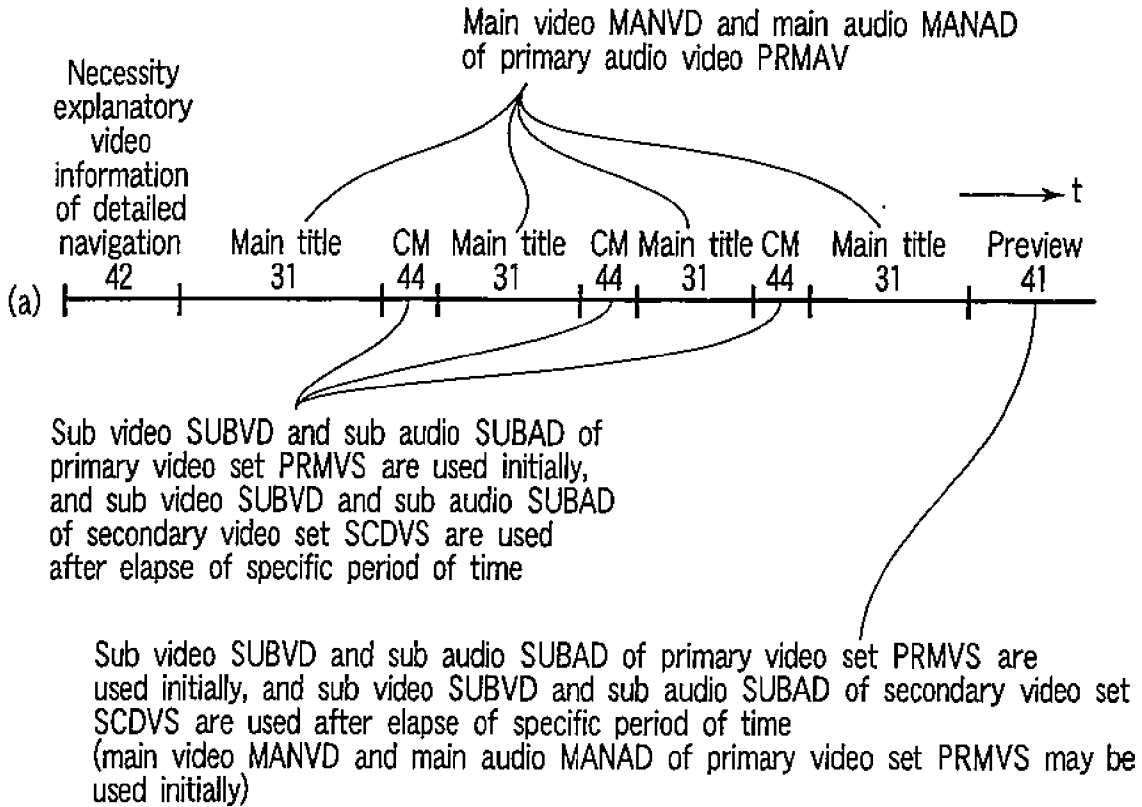 Main video MANVD and main audio MANAD
of primary audio video PRMAV
Necessity
explanatory
video
information
of detailed
navigation
Main title CM Main title CM Main title CM Main title Preview
t
42 31 44 31 44 31 44 31 41
(a)
Sub video SUBVD and sub audio SUBAD of
primary video set PRMVS are used initially,
and sub video SUBVD and sub audio SUBAD
of secondary video set SCDVS are used
after elapse of specific period of time
Sub video SUBVD and sub audio SUBAD of primary video set PRMVS are
used initially, and sub video SUBVD and sub audio SUBAD of secondary video set
SCDVS are used after elapse of specific period of time
(main video MANVD and main audio MANAD of primary video set PRMVS may be
used initially)